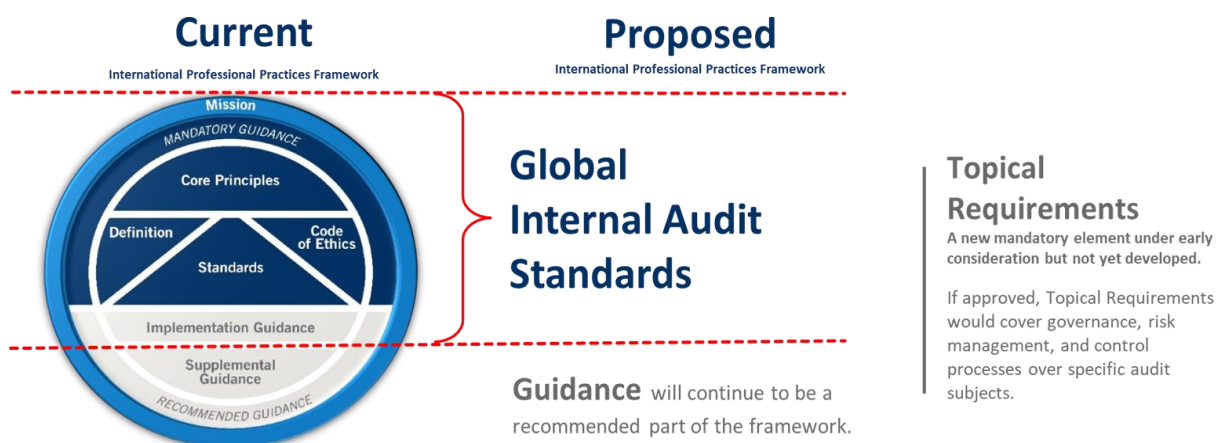 Current
International Professional Practices Framework
Mission
MANDATORY GUIDANCE
Core Principles
Definition
Code
of Ethics
Standards
Implementation Guidance
Supplemental
Guidance
RECOMMENDED GUIDANCE
Proposed
International Professional Practices Framework
Global
Internal Audit
Standards
Guidance will continue to be a
recommended part of the framework.
Topical
Requirements
A new mandatory element under early
consideration but not yet developed.
If approved, Topical Requirements
would cover governance, risk
management, and control
processes over specific audit
subjects.